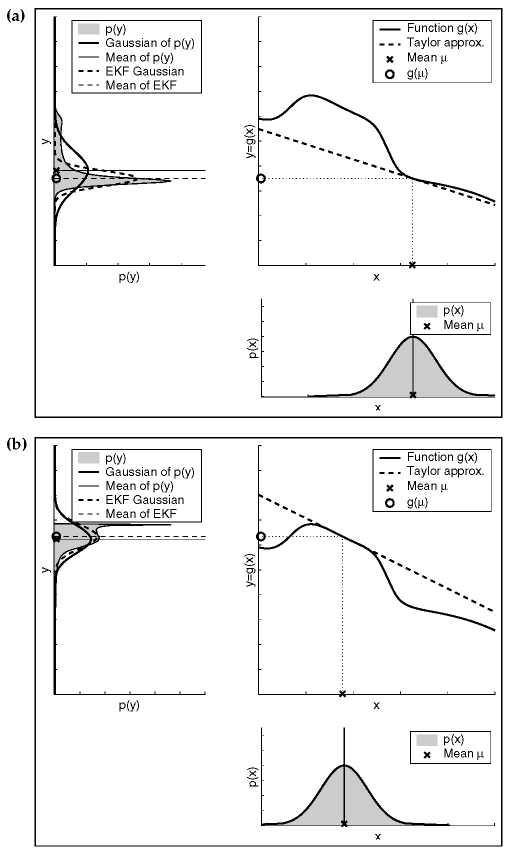 (a)
p(y)
Gaussian of p(y)
Mean of p(y)
EKF Gaussian
Mean of EKF
y
p(y)
Function g(x)
Taylor approx.
Mean μ
g(μ)
y=g(x)
x
p(x)
Mean μ
p(x)
x
(b)
p(y)
Gaussian of p(y)
Mean of p(y)
EKF Gaussian
Mean of EKF
y
p(y)
Function g(x)
Taylor approx.
Mean μ
g(μ)
y=g(x)
x
p(x)
Mean μ
p(x)
x